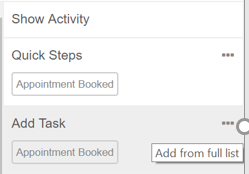 Show Activity
Quick Steps
Appointment Booked
Add Task
Appointment Booked
Add from full list